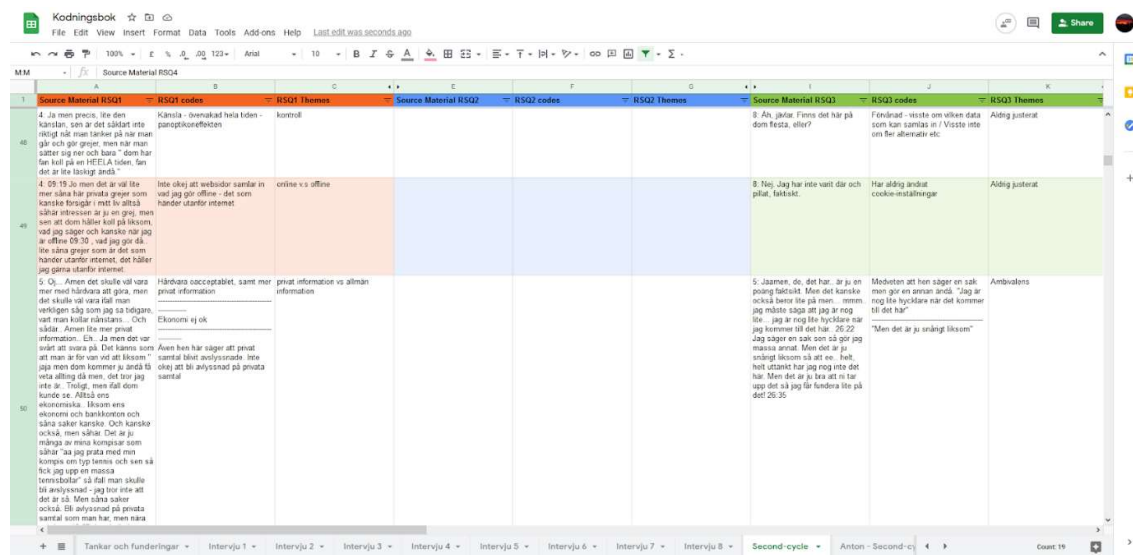 Kodningsbok
File Edit View Insert Format Data Tools Add-ons Help Last edit was seconds ago
Share
100% £ % .0 .00 123 Arial 10 B I S A
M:M fx Source Material RSQ4
A B C E F G I J K
1 Source Material RSQ1 RSQ1 codes RSQ1 Themes Source Material RSQ2 RSQ2 codes RSQ2 Themes Source Material RSQ3 RSQ3 codes RSQ3 Themes
48
4: Ja men precis, lite den
känslan, sen är det såklart inte
riktigt nåt man tänker på när man
går och gör grejer, men när man
sätter sig ner och bara " dom har
fan koll på en HEELA tiden, fan
det är lite läskigt ändå."
Känsla - övervakad hela tiden -
panoptikoneffekten
kontroll
8: Åh, jävlar. Finns det här på
dom flesta, eller?
Förvånad - visste om vilken data
som kan samlas in / Visste inte
om fler alternativ etc
Aldrig justerat
49
4: 09:19 Jo men det är väl lite
mer såna här privata grejer som
kanske försigår i mitt liv alltså
såhär intressen är ju en grej, men
sen att dom håller koll på liksom,
vad jag säger och kanske när jag
är offline 09:30 , vad jag gör då..
lite såna grejer som är det som
händer utanför internet, det håller
jag gärna utanför internet.
Inte okej att websidor samlar in
vad jag gör offline - det som
händer utanför internet
online v.s offline
8: Nej. Jag har inte varit där och
pillat, faktiskt.
Har aldrig ändrat
cookie-inställningar
Aldrig justerat
50
5: Oj... Amen det skulle väl vara
mer med hårdvara att göra, men
det skulle väl vara ifall man
verkligen såg som jag sa tidigare,
vart man kollar nånstans... Och
sådär.. Amen lite mer privat
information.. Eh.. Ja men det var
svårt att svara på. Det känns som
att man är för van vid att liksom "
jaja men dom kommer ju ändå få
veta allting då men, det tror jag
inte är.. Troligt, men ifall dom
kunde se. Alltså ens
ekonomiska.. liksom ens
ekonomi och bankkonton och
såna saker kanske. Och kanske
också, men såhär. Det är ju
många av mina kompisar som
såhär "aa jag prata med min
kompis om typ tennis och sen så
fick jag upp en massa
tennisbollar" så ifall man skulle
bli avlyssnad - jag tror inte att
det är så. Men såna saker
också. Bli avlyssnad på privata
samtal som man har, men nära
Hårdvara oacceptablet, samt mer
privat information
Ekonomi ej ok
Även hen här säger att privat
samtal blivit avslyssnade. Inte
okej att bli avlyssnad på privata
samtal
privat information vs allmän
information
5: Jaamen, de, det har.. är ju en
poäng faktsikt. Men det kanske
också beror lite på men... mmm..
jag måste säga att jag är nog
lite... jag är nog lite hycklare när
jag kommer till det här.. 26:22
Jag säger en sak sen så gör jag
massa annat. Men det är ju
snårigt liksom så att ee.. helt,
helt uttänkt har jag nog inte det
här. Men det är ju bra att ni tar
upp det så jag får fundera lite på
det! 26:35
Medveten att hen säger en sak
men gör en annan ändå. "Jag är
nog lite hycklare när det kommer
till det här"
"Men det är ju snårigt liksom"
Ambivalens
Tankar och funderingar Intervju 1 Intervju 2 Intervju 3 Intervju 4 Intervju 5 Intervju 6 Intervju 7 Intervju 8 Second-cycle Anton - Second-cy Count: 19